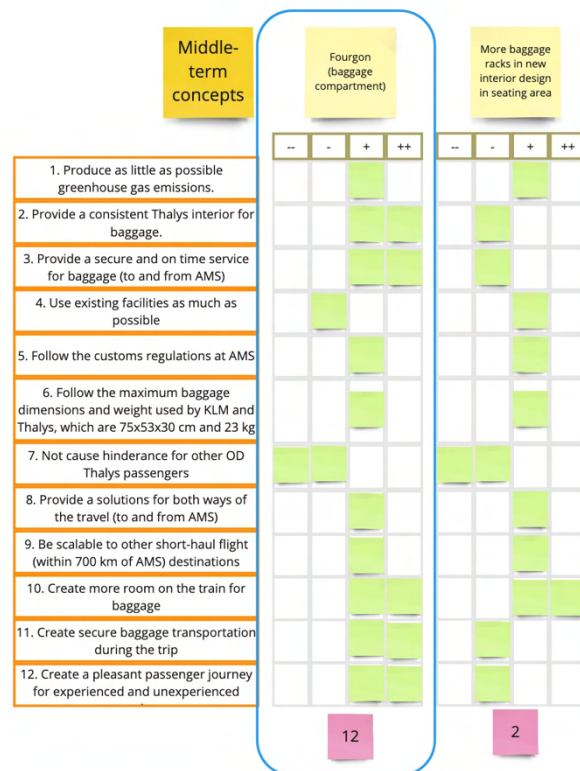 Middle-
term
concepts
Fourgon
(baggage
compartment)
More baggage
racks in new
interior design
in seating area
-- - + ++ -- - + ++
1. Produce as little as possible
greenhouse gas emissions.
2. Provide a consistent Thalys interior for
baggage.
3. Provide a secure and on time service
for baggage (to and from AMS)
4. Use existing facilities as much as
possible
5. Follow the customs regulations at AMS
6. Follow the maximum baggage
dimensions and weight used by KLM and
Thalys, which are 75x53x30 cm and 23 kg
7. Not cause hinderance for other OD
Thalys passengers
8. Provide a solutions for both ways of
the travel (to and from AMS)
9. Be scalable to other short-haul flight
(within 700 km of AMS) destinations
10. Create more room on the train for
baggage
11. Create secure baggage transportation
during the trip
12. Create a pleasant passenger journey
for experienced and unexperienced
12
2